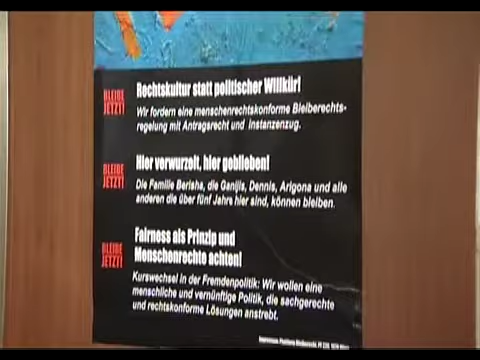 BLEIBE
JETZT!
Rechtskultur statt politischer Willkür!
Wir fordern eine menschenrechtskonforme Bleiberechts-
regelung mit Antragsrecht und Instanzenzug.
BLEIBE
JETZT!
Hier verwurzelt, hier geblieben!
Die Familie Berisha, die Ganijis, Dennis, Arigona und alle
anderen die über fünf Jahre hier sind, können bleiben.
BLEIBE
JETZT!
Fairness als Prinzip und
Menschenrechte achten!
Kurswechsel in der Fremdenpolitik: Wir wollen eine
menschliche und vernünftige Politik, die sachgerechte
und rechtskonforme Lösungen anstrebt.